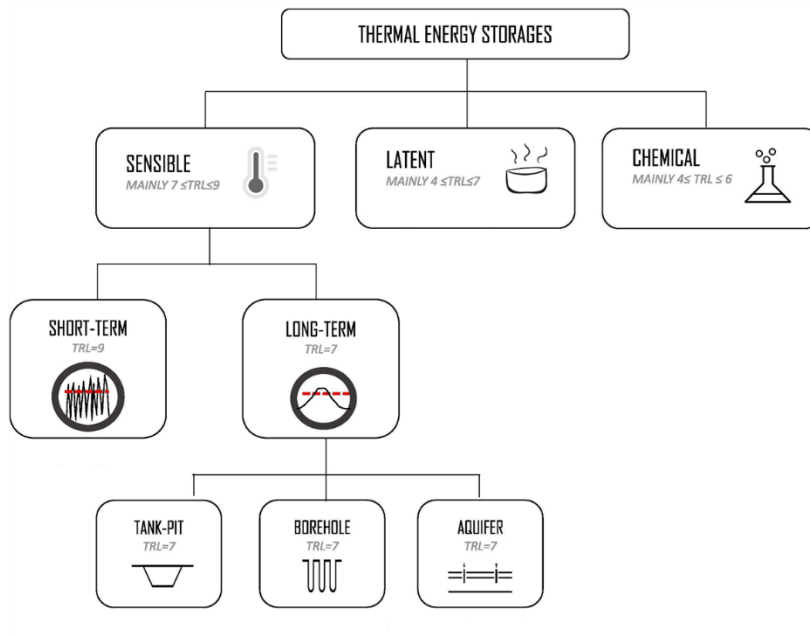 THERMAL ENERGY STORAGES
SENSIBLE
MAINLY 7 ≤TRL≤9
LATENT
MAINLY 4 ≤TRL≤7
CHEMICAL
MAINLY 4≤ TRL ≤ 6
SHORT-TERM
TRL=9
LONG-TERM
TRL=7
TANK-PIT
TRL=7
BOREHOLE
TRL=7
AQUIFER
TRL=7